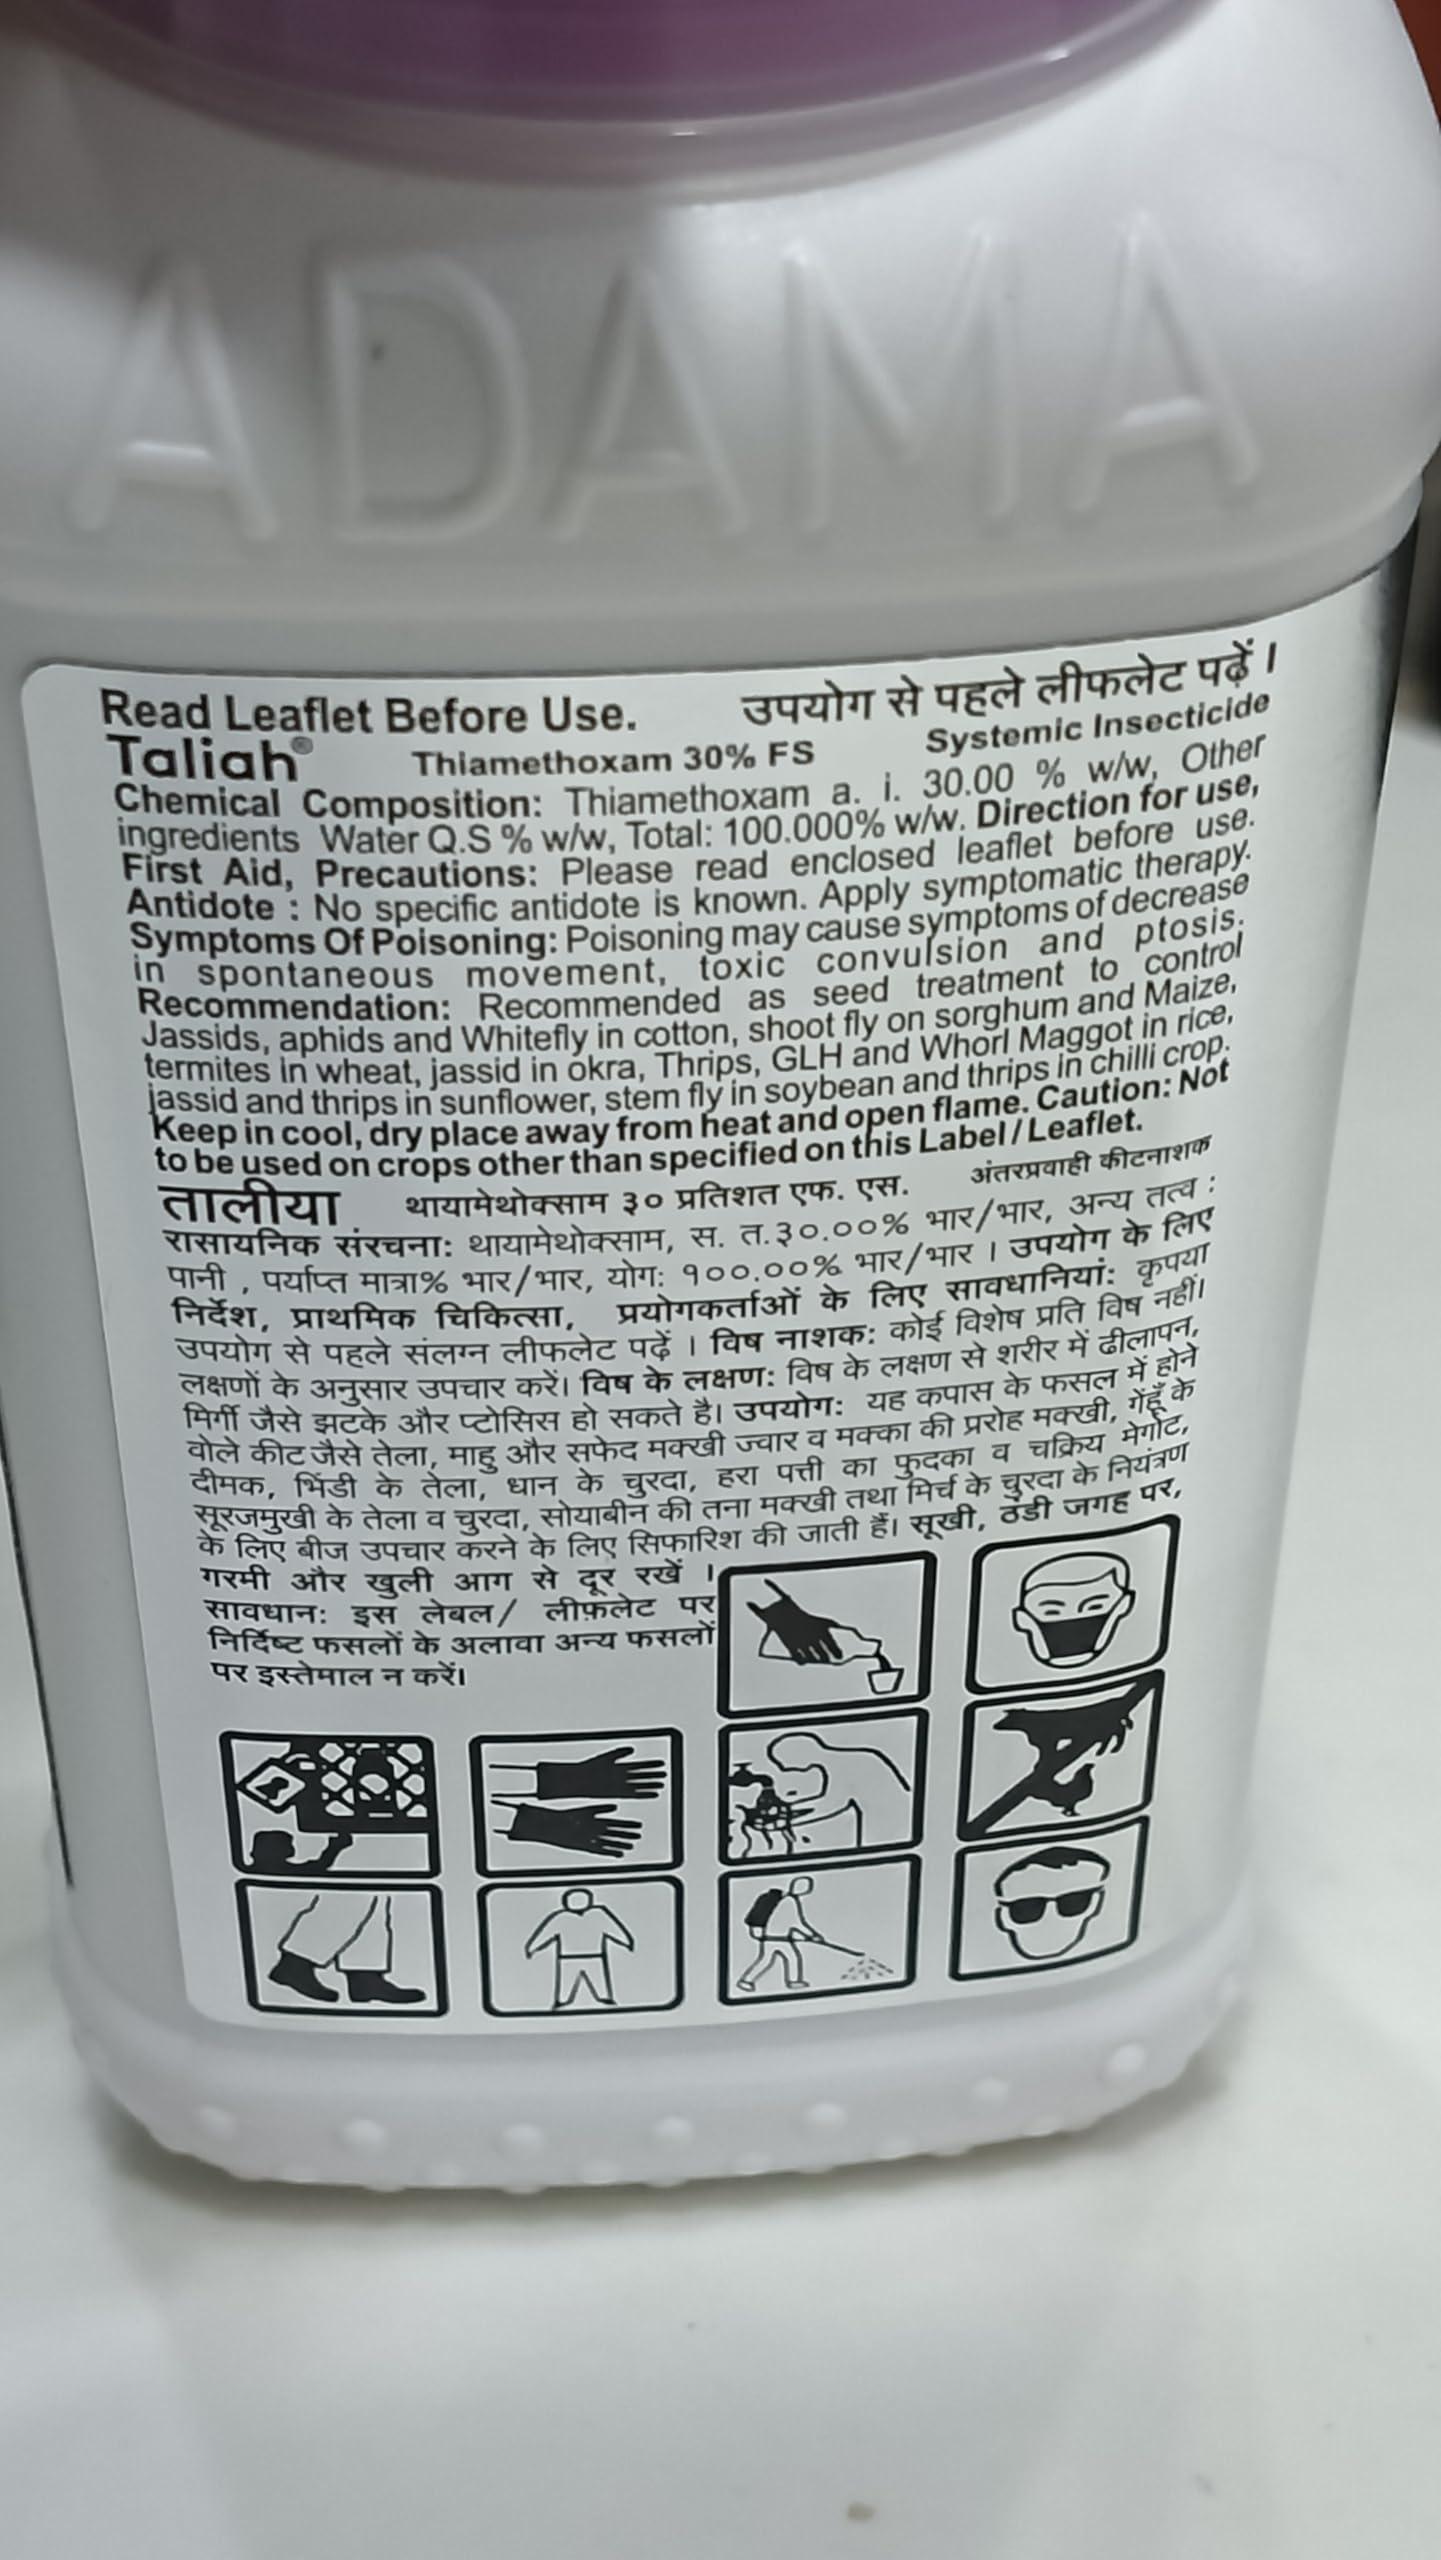 ADAMA
Read Leaflet Before Use. उपयोग से पहले लीफलेट पढ़ें ।
Taliah® Thiamethoxam 30% FS Systemic Insecticide
Chemical Composition: Thiamethoxam a. i. 30.00 % w/w, Other
ingredients Water Q.S % w/w, Total: 100.000% w/w. Direction for use,
First Aid, Precautions: Please read enclosed leaflet before use.
Antidote : No specific antidote is known. Apply symptomatic therapy.
Symptoms Of Poisoning: Poisoning may cause symptoms of decrease
in spontaneous movement, toxic convulsion and ptosis.
Recommendation: Recommended as seed treatment to control
Jassids, aphids and Whitefly in cotton, shoot fly on sorghum and Maize,
termites in wheat, jassid in okra, Thrips, GLH and Whorl Maggot in rice,
jassid and thrips in sunflower, stem fly in soybean and thrips in chilli crop.
Keep in cool, dry place away from heat and open flame. Caution: Not
to be used on crops other than specified on this Label / Leaflet.
तालीया थायामेथोक्साम ३० प्रतिशत एफ. एस. अंतरप्रवाही कीटनाशक
रासायनिक संरचना: थायामेथोक्साम, स. त.३०.००% भार/भार, अन्य तत्व :
पानी , पर्याप्त मात्रा% भार/भार, योग: १००.००% भार/भार । उपयोग के लिए
निर्देश, प्राथमिक चिकित्सा, प्रयोगकर्ताओं के लिए सावधानियां: कृपया
उपयोग से पहले संलग्न लीफलेट पढ़ें । विष नाशक: कोई विशेष प्रति विष नहीं।
लक्षणों के अनुसार उपचार करें। विष के लक्षण: विष के लक्षण से शरीर में ढीलापन,
मिर्गी जैसे झटके और प्टोसिस हो सकते है। उपयोग: यह कपास के फसल में होने
वोले कीट जैसे तेला, माहु और सफेद मक्खी ज्वार व मक्का की प्ररोह मक्खी, गेंहूँ के
दीमक, भिंडी के तेला, धान के चुरदा, हरा पत्ती का फुदका व चक्रिय मेगोट,
सूरजमुखी के तेला व चुरदा, सोयाबीन की तना मक्खी तथा मिर्च के चुरदा के नियंत्रण
के लिए बीज उपचार करने के लिए सिफारिश की जाती हैं। सूखी, ठंडी जगह पर,
गरमी और खुली आग से दूर रखें ।
सावधान: इस लेबल/ लीफ़लेट पर
निर्दिष्ट फसलों के अलावा अन्य फसलों
पर इस्तेमाल न करें।